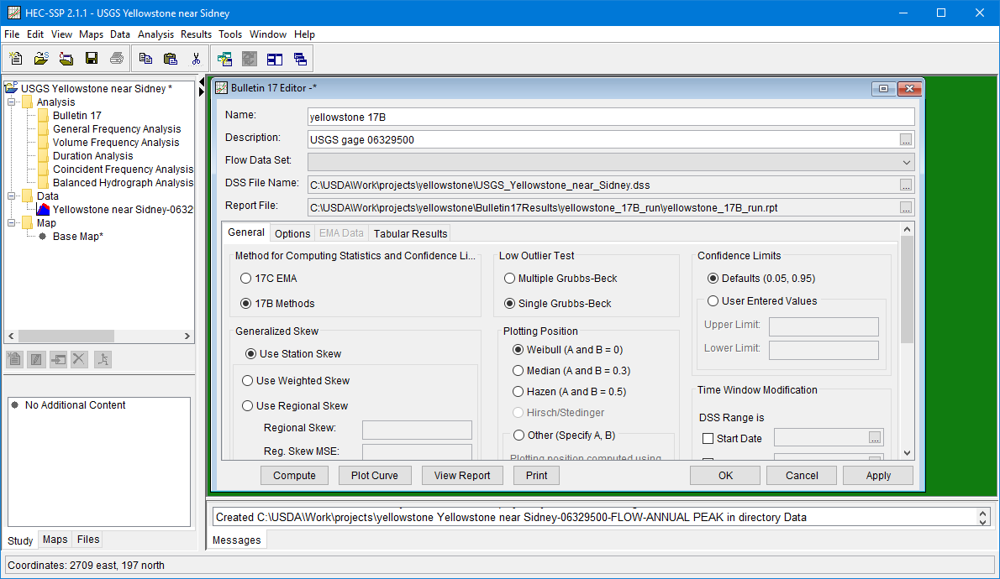 HEC-SSP 2.1.1 - USGS Yellowstone near Sidney
File Edit View Maps Data Analysis Results Tools Window Help
USGS Yellowstone near Sidney *
Analysis
Bulletin 17
General Frequency Analysis
Volume Frequency Analysis
Duration Analysis
Coincident Frequency Analysis
Balanced Hydrograph Analysis
Data
Yellowstone near Sidney-0632
Map
Base Map*
No Additional Content
Study Maps Files
Bulletin 17 Editor -*
Name: yellowstone 17B
Description: USGS gage 06329500
Flow Data Set:
DSS File Name: C:\USDA\Work\projects\yellowstone\USGS_Yellowstone_near_Sidney.dss
Report File: C:\USDA\Work\projects\yellowstone\Bulletin17Results\yellowstone_17B_run\yellowstone_17B_run.rpt
General Options EMA Data Tabular Results
Method for Computing Statistics and Confidence Li...
17C EMA
17B Methods
Generalized Skew
Use Station Skew
Use Weighted Skew
Use Regional Skew
Regional Skew:
Reg. Skew MSE:
Low Outlier Test
Multiple Grubbs-Beck
Single Grubbs-Beck
Plotting Position
Weibull (A and B = 0)
Median (A and B = 0.3)
Hazen (A and B = 0.5)
Hirsch/Stedinger
Other (Specify A, B)
Plotting position computed using
Confidence Limits
Defaults (0.05, 0.95)
User Entered Values
Upper Limit:
Lower Limit:
Time Window Modification
DSS Range is
Start Date ...
Compute Plot Curve View Report Print OK Cancel Apply
Created C:\USDA\Work\projects\yellowstone Yellowstone near Sidney-06329500-FLOW-ANNUAL PEAK in directory Data
Messages
Coordinates: 2709 east, 197 north